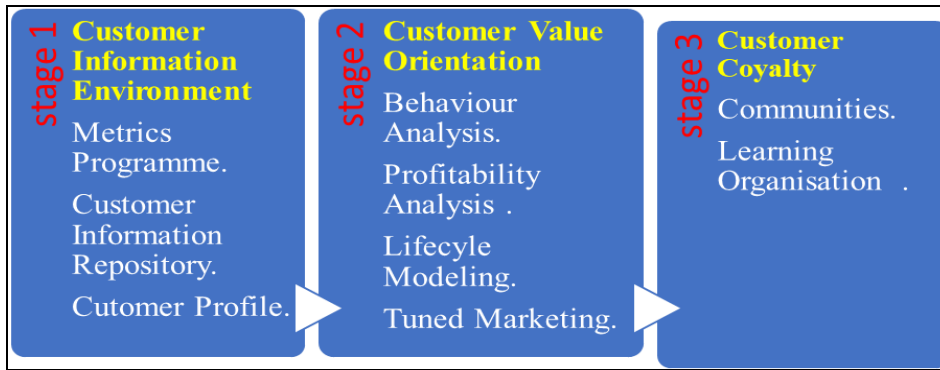 stage 1
Customer
Information
Environment
Metrics
Programme.
Customer
Information
Repository.
Cutomer Profile.
stage 2
Customer Value
Orientation
Behaviour
Analysis.
Profitability
Analysis .
Lifecyle
Modeling.
Tuned Marketing.
stage 3
Customer
Coyalty
Communities.
Learning
Organisation .